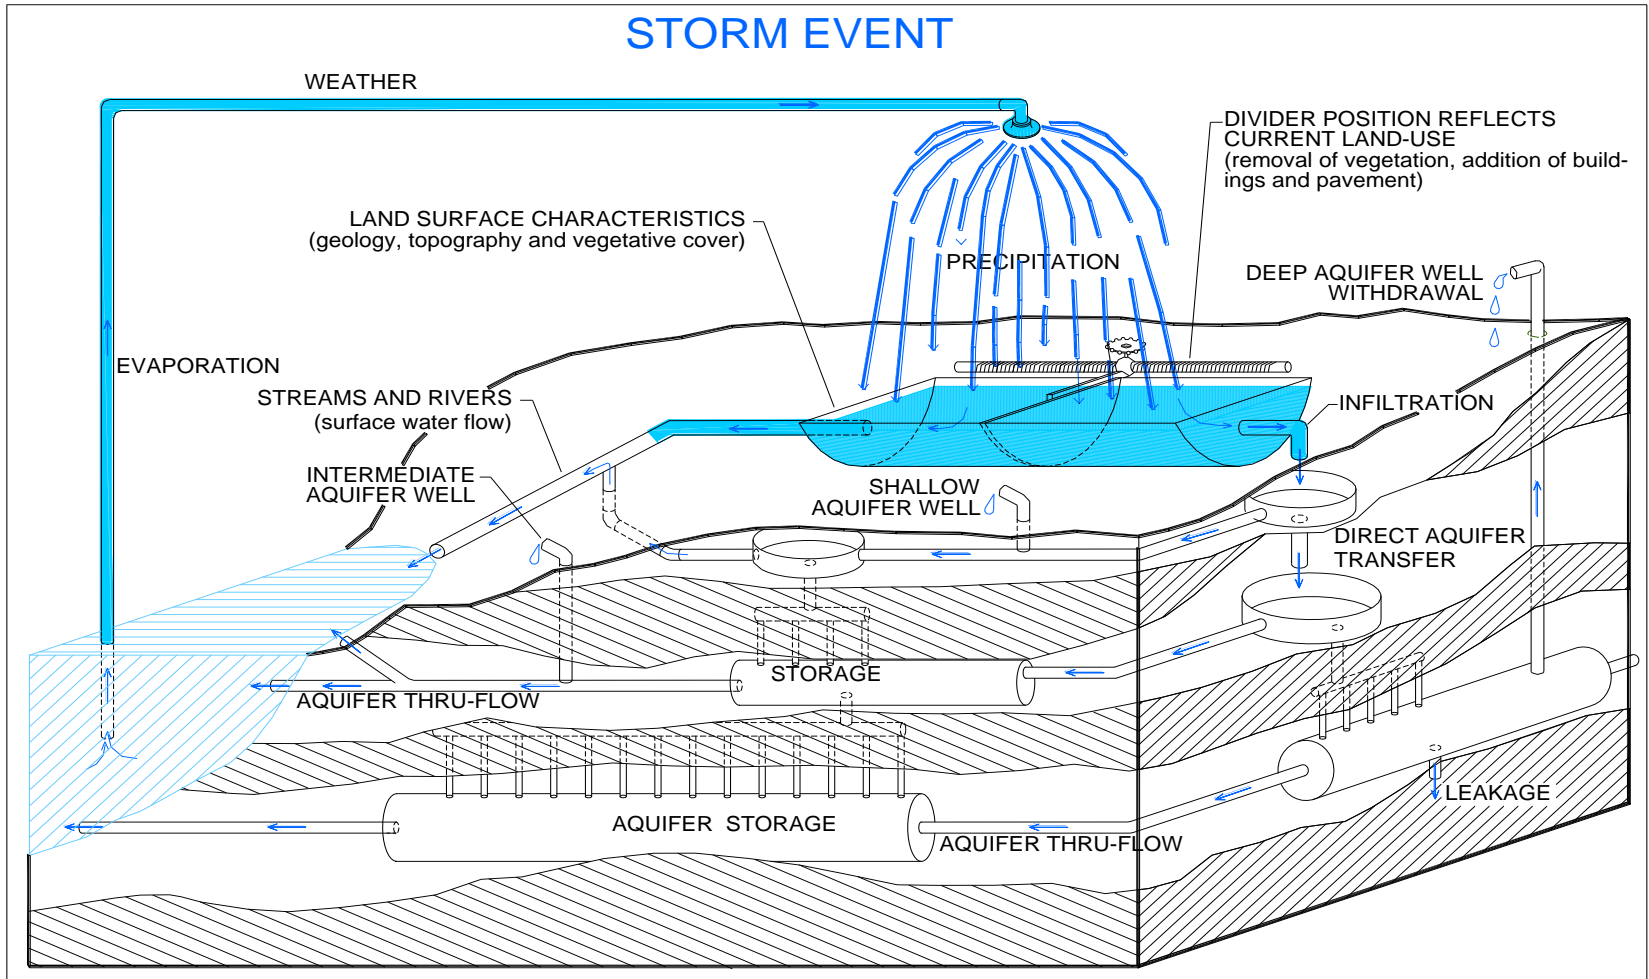 STORM EVENT
WEATHER
DIVIDER POSITION REFLECTS
CURRENT LAND-USE
(removal of vegetation, addition of build-
ings and pavement)
LAND SURFACE CHARACTERISTICS
(geology, topography and vegetative cover)
PRECIPITATION
DEEP AQUIFER WELL
WITHDRAWAL
EVAPORATION
STREAMS AND RIVERS
(surface water flow)
INFILTRATION
INTERMEDIATE
AQUIFER WELL
SHALLOW
AQUIFER WELL
DIRECT AQUIFER
TRANSFER
STORAGE
AQUIFER THRU-FLOW
LEAKAGE
AQUIFER STORAGE
AQUIFER THRU-FLOW